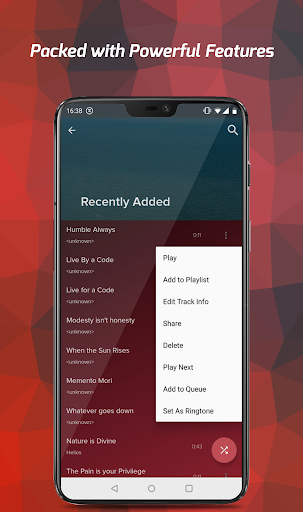 Packed with Powerful Features
16:38
Recently Added
Humble Always
<unknown>
0:11
Live By a Code
<unknown>
Live for a Code
<unknown>
Modesty isn't honesty
<unknown>
When the Sun Rises
<unknown>
Memento Mori
<unknown>
Whatever goes down
<unknown>
Nature is Divine
Helios
0:43
The Pain is your Privilege
<unknown>
0:11
Play
Add to Playlist
Edit Track Info
Share
Delete
Play Next
Add to Queue
Set As Ringtone